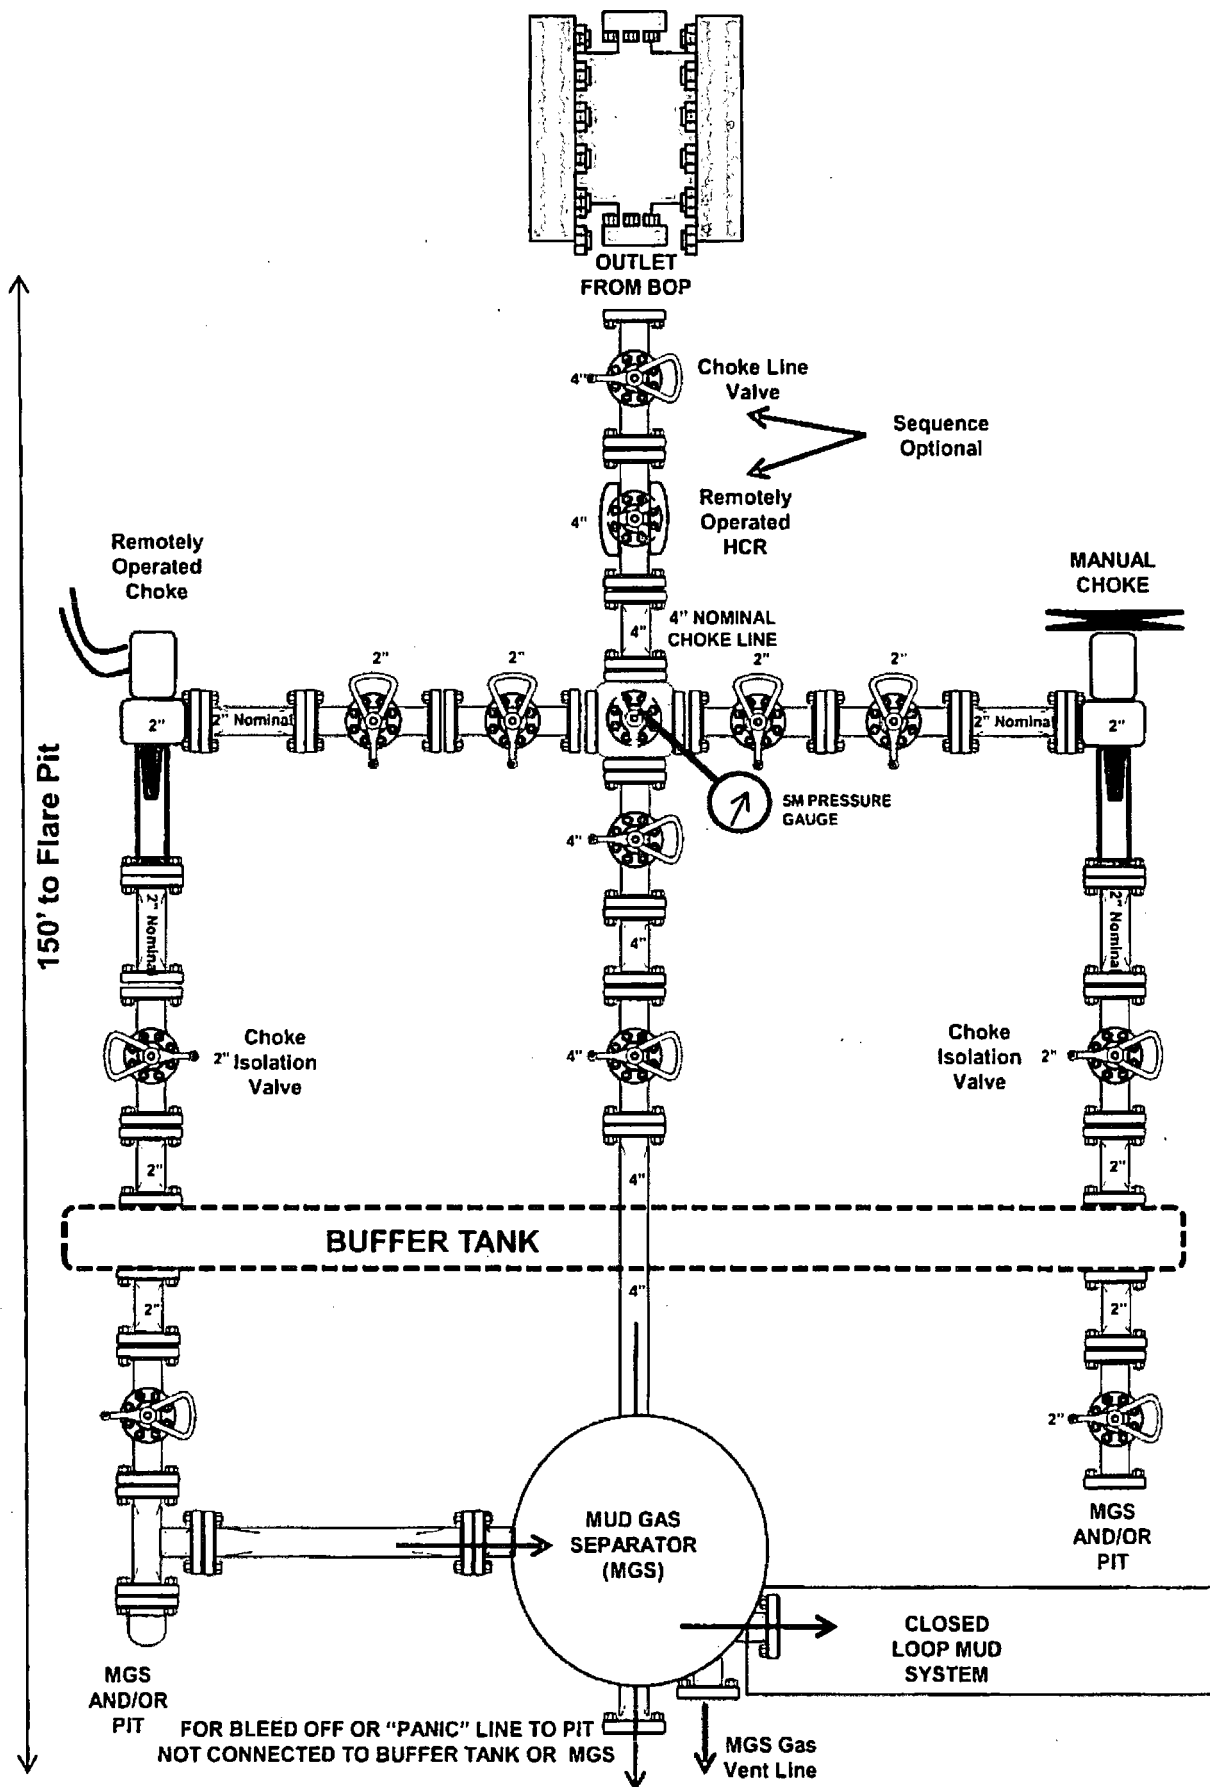 OUTLET
FROM BOP
4"
Choke Line
Valve
Sequence
Optional
4"
Remotely
Operated
HCR
Remotely
Operated
Choke
MANUAL
CHOKE
4"
4" NOMINAL
CHOKE LINE
2"
2"
2"
2"
2"
2" Nominal
2" Nominal
2"
5M PRESSURE
GAUGE
4"
150' to Flare Pit
2" Nominal
4"
2" Nominal
2"
Choke
Isolation
Valve
4"
Choke
Isolation
Valve
2"
2"
4"
2"
BUFFER TANK
2"
4"
2"
2"
MUD GAS
SEPARATOR
(MGS)
MGS
AND/OR
PIT
CLOSED
LOOP MUD
SYSTEM
MGS
AND/OR
PIT
FOR BLEED OFF OR "PANIC" LINE TO PIT
NOT CONNECTED TO BUFFER TANK OR MGS
MGS Gas
Vent Line